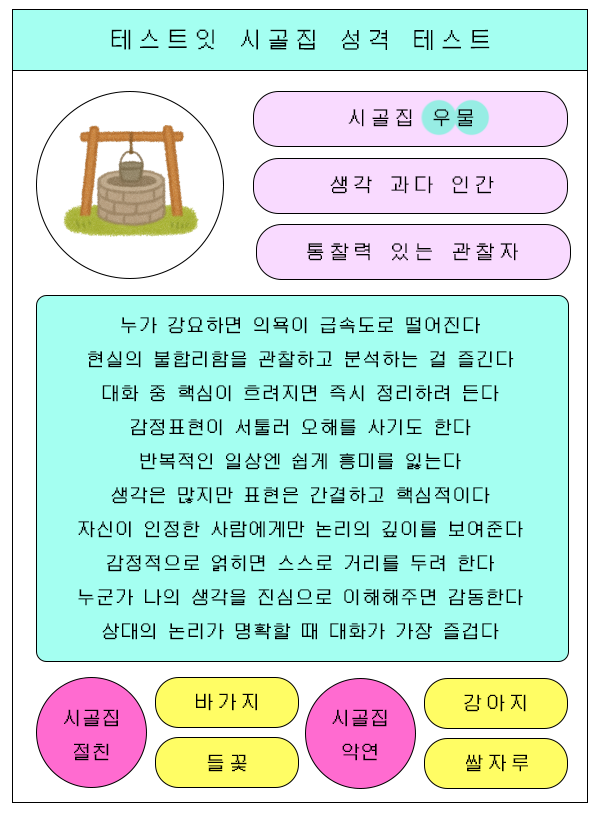 테스트잇 시골집 성격 테스트
시골집 우물
생각 과다 인간
통찰력 있는 관찰자
누가 강요하면 의욕이 급속도로 떨어진다
현실의 불합리함을 관찰하고 분석하는 걸 즐긴다
대화 중 핵심이 흐려지면 즉시 정리하려 든다
감정표현이 서툴러 오해를 사기도 한다
반복적인 일상엔 쉽게 흥미를 잃는다
생각은 많지만 표현은 간결하고 핵심적이다
자신이 인정한 사람에게만 논리의 깊이를 보여준다
감정적으로 얽히면 스스로 거리를 두려 한다
누군가 나의 생각을 진심으로 이해해주면 감동한다
상대의 논리가 명확할 때 대화가 가장 즐겁다
시골집
절친
바가지
들꽃
시골집
악연
강아지
쌀자루